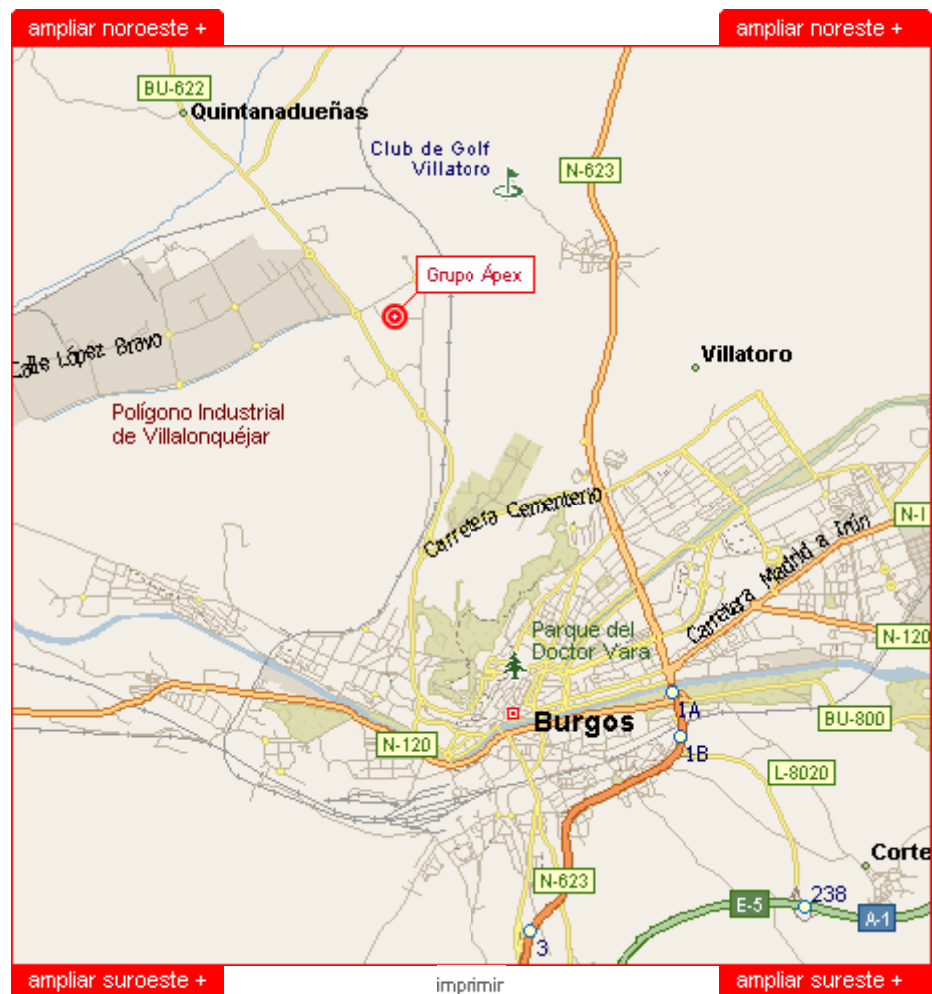 ampliar noroeste +
ampliar noreste +
BU-622
Quintanadueñas
Club de Golf
Villatoro
N-623
Grupo Ápex
Calle López Bravo
Villatoro
Polígono Industrial
de Villalonquéjar
Carretera Cementerio
N-I
Carretera Madrid a Irún
Parque del
Doctor Vara
N-120
1A
Burgos
BU-800
N-120
1B
L-8020
Corte
N-623
238
E-5
A-1
3
ampliar suroeste +
imprimir
ampliar sureste +